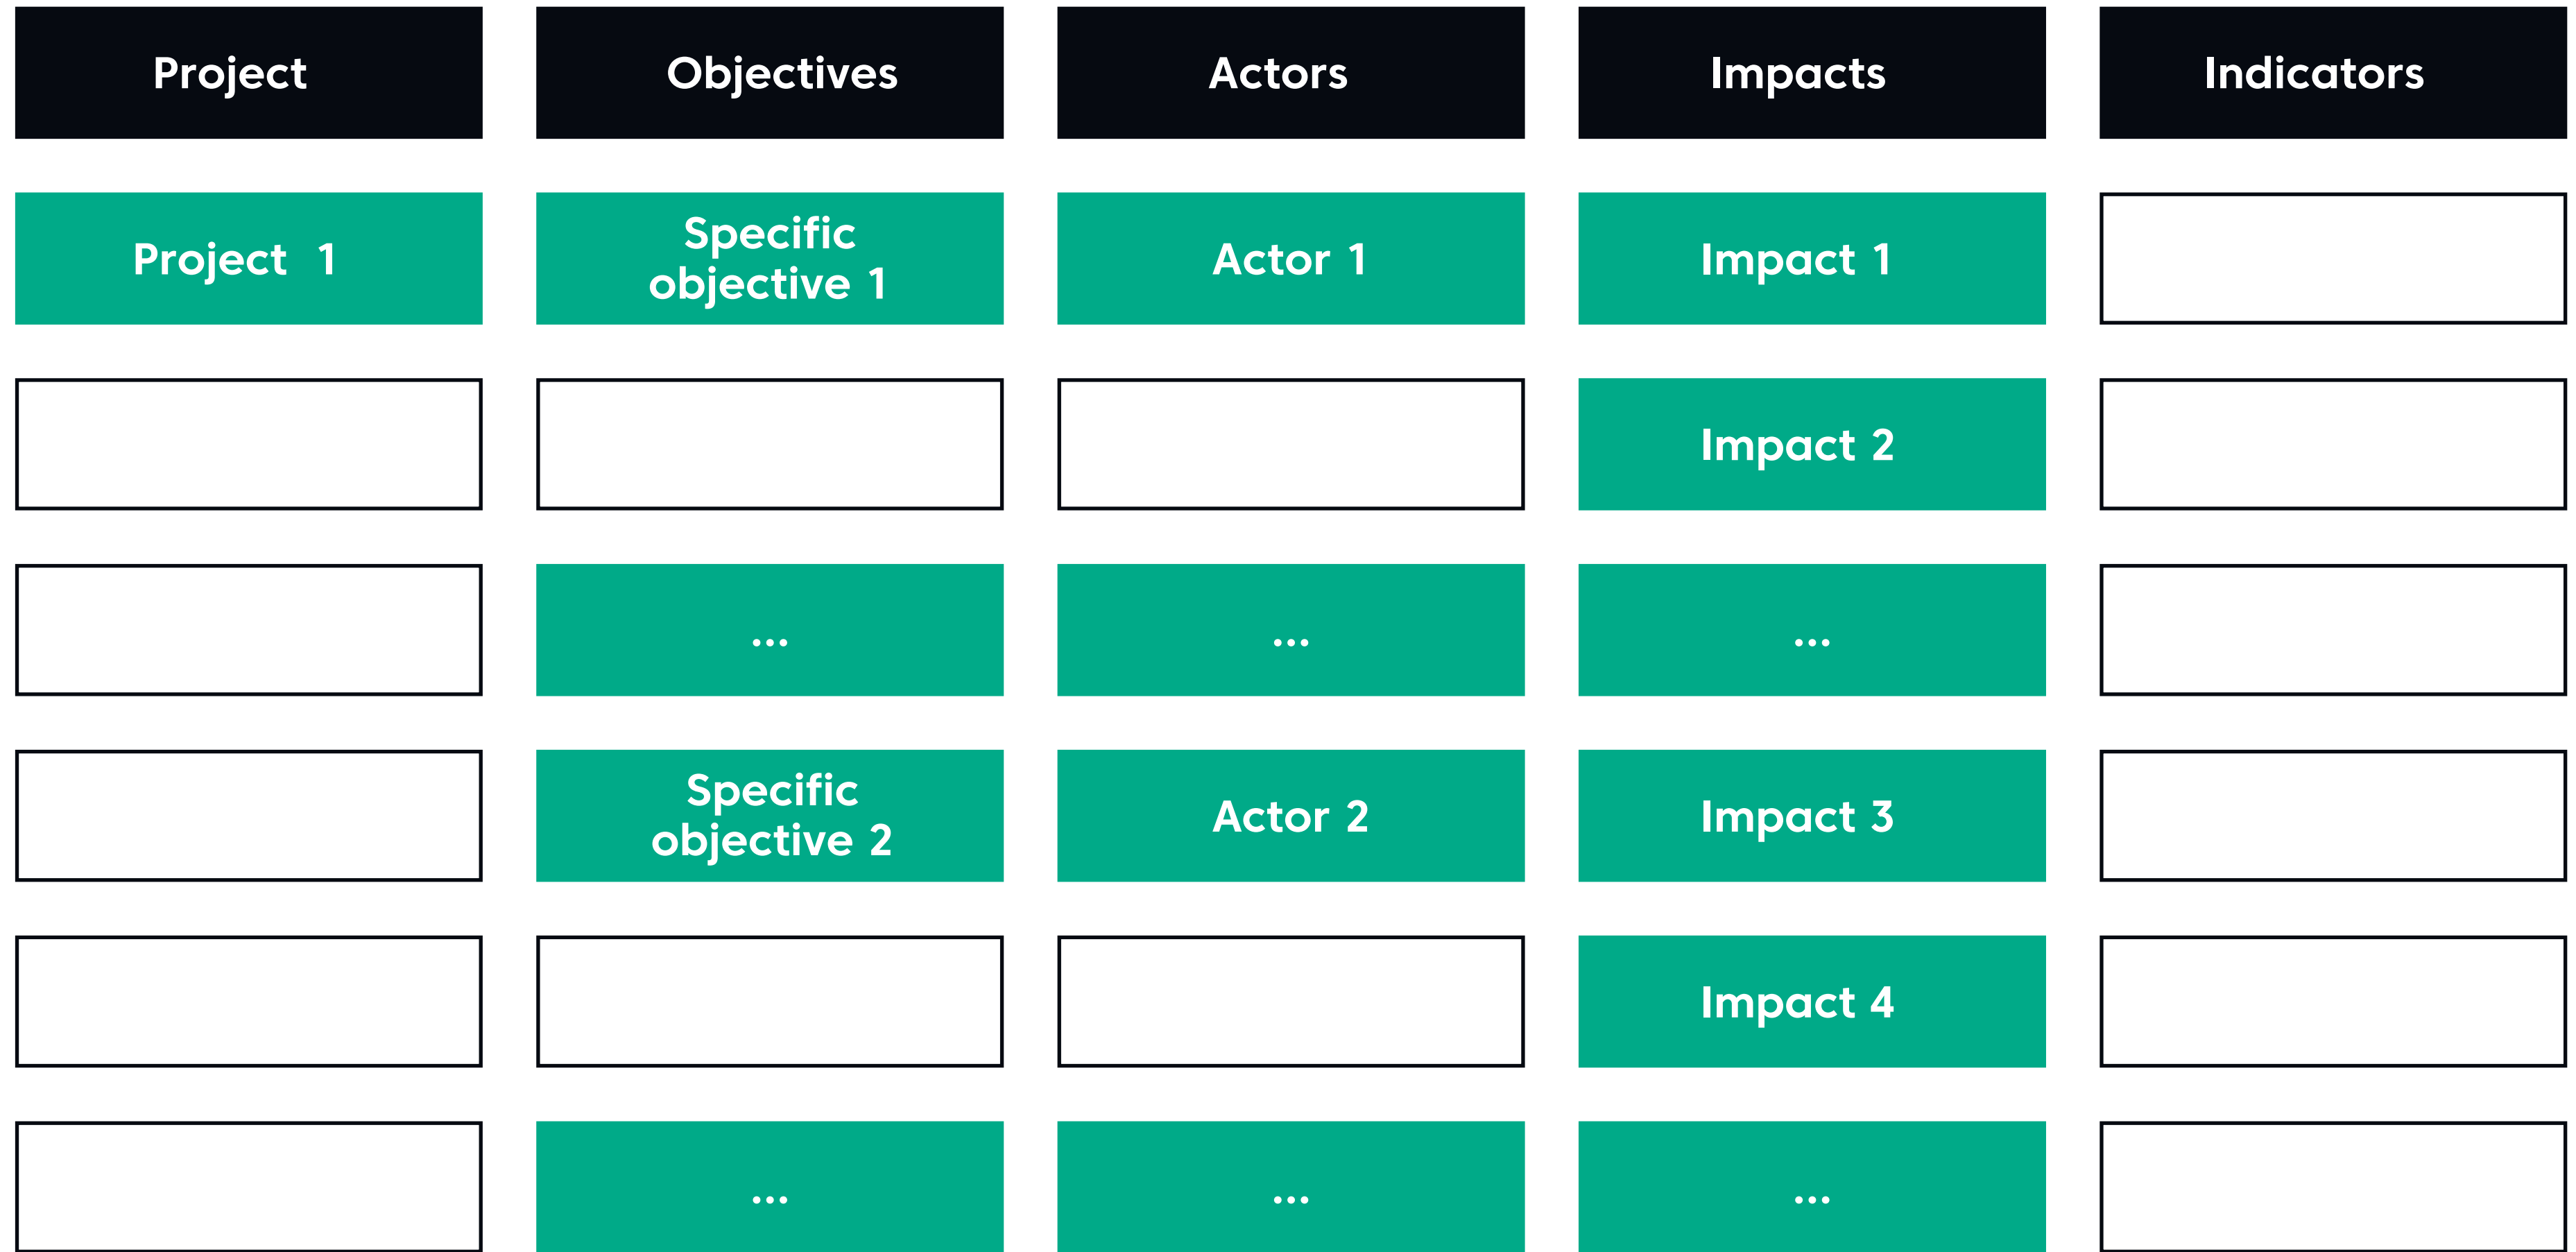 Project
Objectives
Actors
Impacts
Indicators
Project 1
Specific
objective 1
Actor 1
Impact 1
Impact 2
...
...
...
Specific
objective 2
Actor 2
Impact 3
Impact 4
...
...
...